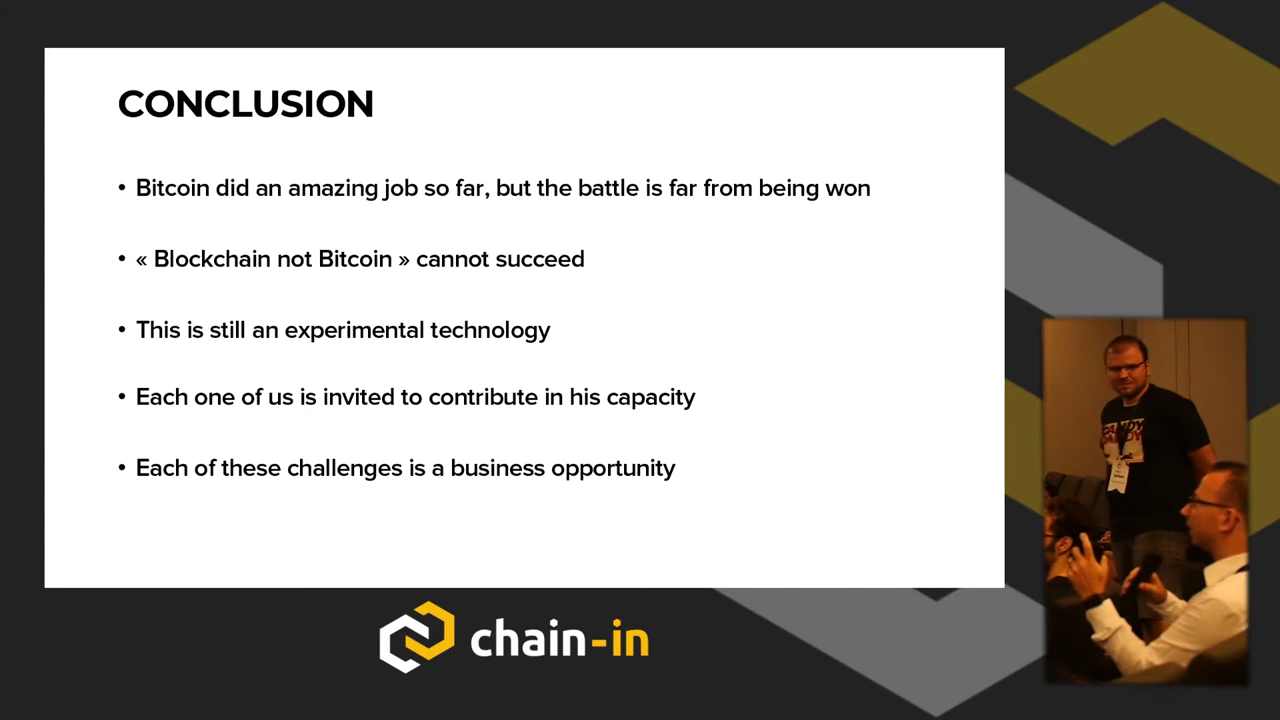 CONCLUSION
• Bitcoin did an amazing job so far, but the battle is far from being won
• « Blockchain not Bitcoin » cannot succeed
• This is still an experimental technology
• Each one of us is invited to contribute in his capacity
• Each of these challenges is a business opportunity
chain-in